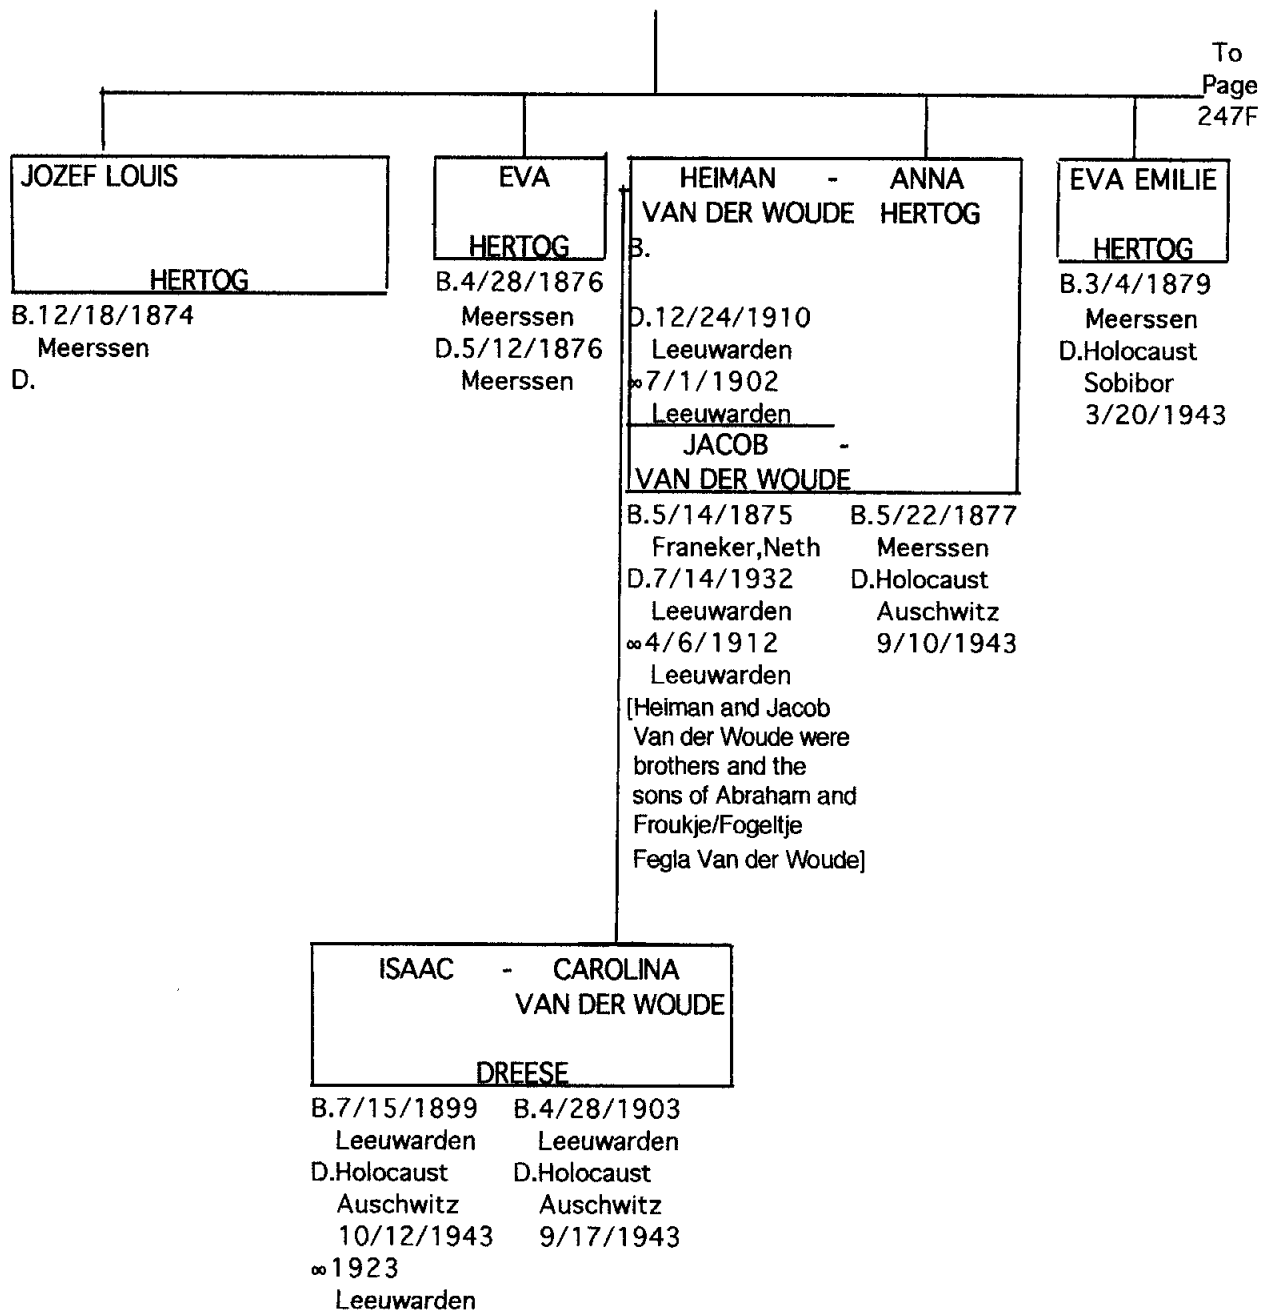 To
Page
247F
JOZEF LOUIS
HERTOG
B.12/18/1874
Meerssen
D.
EVA
HERTOG
B.4/28/1876
Meerssen
D.5/12/1876
Meerssen
HEIMAN - ANNA
VAN DER WOUDE HERTOG
B.
D.12/24/1910
Leeuwarden
∞7/1/1902
Leeuwarden
JACOB -
VAN DER WOUDE
B.5/14/1875
Franeker,Neth
D.7/14/1932
Leeuwarden
∞4/6/1912
Leeuwarden
[Heiman and Jacob
Van der Woude were
brothers and the
sons of Abraham and
Froukje/Fogeltje
Fegla Van der Woude]
B.5/22/1877
Meerssen
D.Holocaust
Auschwitz
9/10/1943
EVA EMILIE
HERTOG
B.3/4/1879
Meerssen
D.Holocaust
Sobibor
3/20/1943
ISAAC - CAROLINA
VAN DER WOUDE
DREESE
B.7/15/1899
Leeuwarden
D.Holocaust
Auschwitz
10/12/1943
∞1923
Leeuwarden
B.4/28/1903
Leeuwarden
D.Holocaust
Auschwitz
9/17/1943